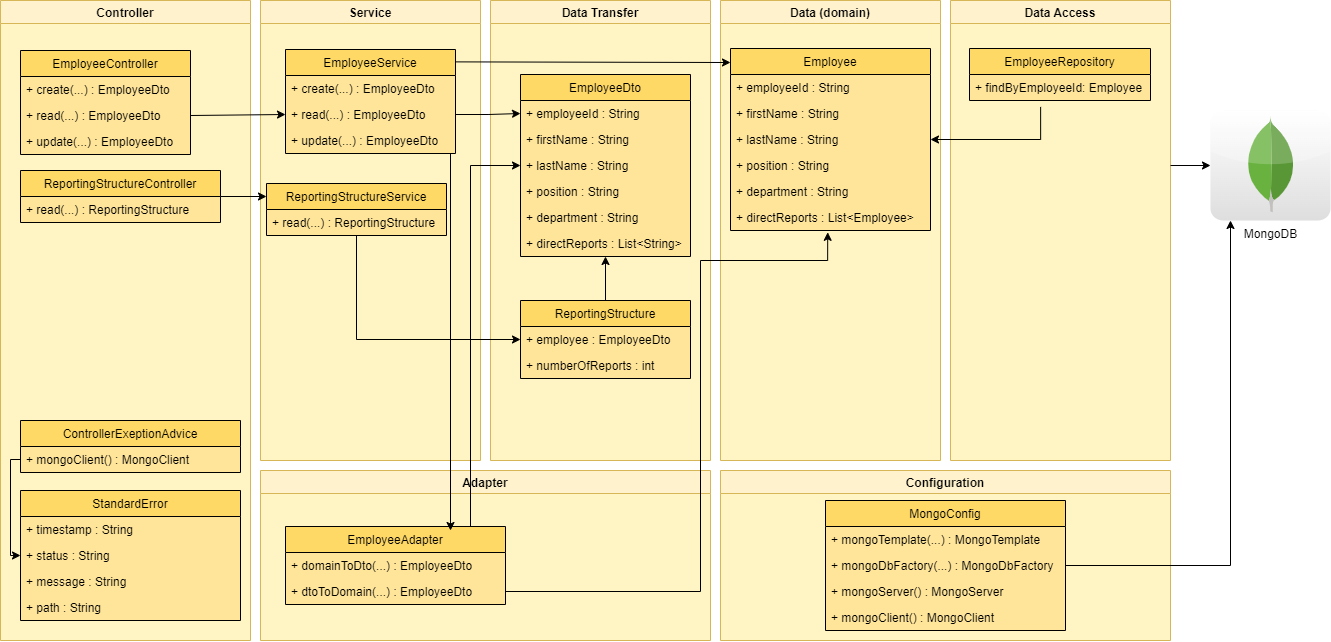 Controller
EmployeeController
+ create(...) : EmployeeDto
+ read(...) : EmployeeDto
+ update(...) : EmployeeDto
ReportingStructureController
+ read(...) : ReportingStructure
ControllerExeptionAdvice
+ mongoClient() : MongoClient
StandardError
+ timestamp : String
+ status : String
+ message : String
+ path : String
Service
EmployeeService
+ create(...) : EmployeeDto
+ read(...) : EmployeeDto
+ update(...) : EmployeeDto
ReportingStructureService
+ read(...) : ReportingStructure
Data Transfer
EmployeeDto
+ employeeId : String
+ firstName : String
+ lastName : String
+ position : String
+ department : String
+ directReports : List<String>
ReportingStructure
+ employee : EmployeeDto
+ numberOfReports : int
Data (domain)
Employee
+ employeeId : String
+ firstName : String
+ lastName : String
+ position : String
+ department : String
+ directReports : List<Employee>
Data Access
EmployeeRepository
+ findByEmployeeId: Employee
MongoDB
Adapter
EmployeeAdapter
+ domainToDto(...) : EmployeeDto
+ dtoToDomain(...) : EmployeeDto
Configuration
MongoConfig
+ mongoTemplate(...) : MongoTemplate
+ mongoDbFactory(...) : MongoDbFactory
+ mongoServer() : MongoServer
+ mongoClient() : MongoClient